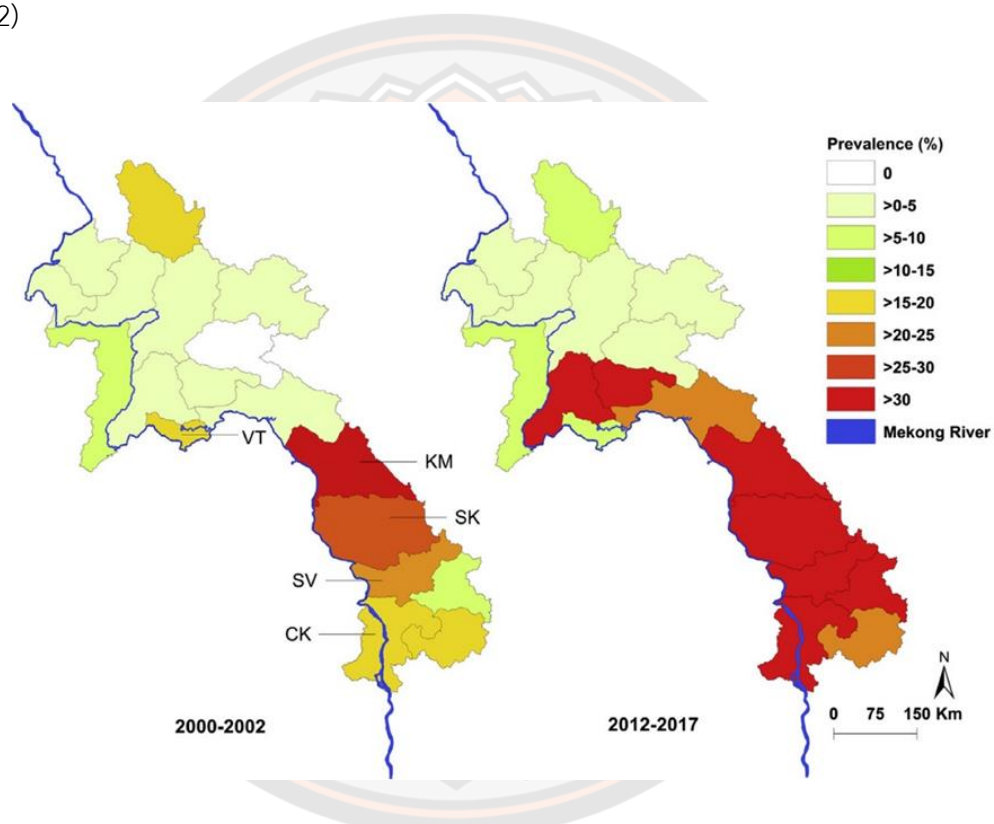 2)
Prevalence (%)
0
>0-5
>5-10
>10-15
>15-20
>20-25
>25-30
>30
Mekong River
VT
KM
SK
SV
CK
N
0 75 150 Km
2000-2002
2012-2017